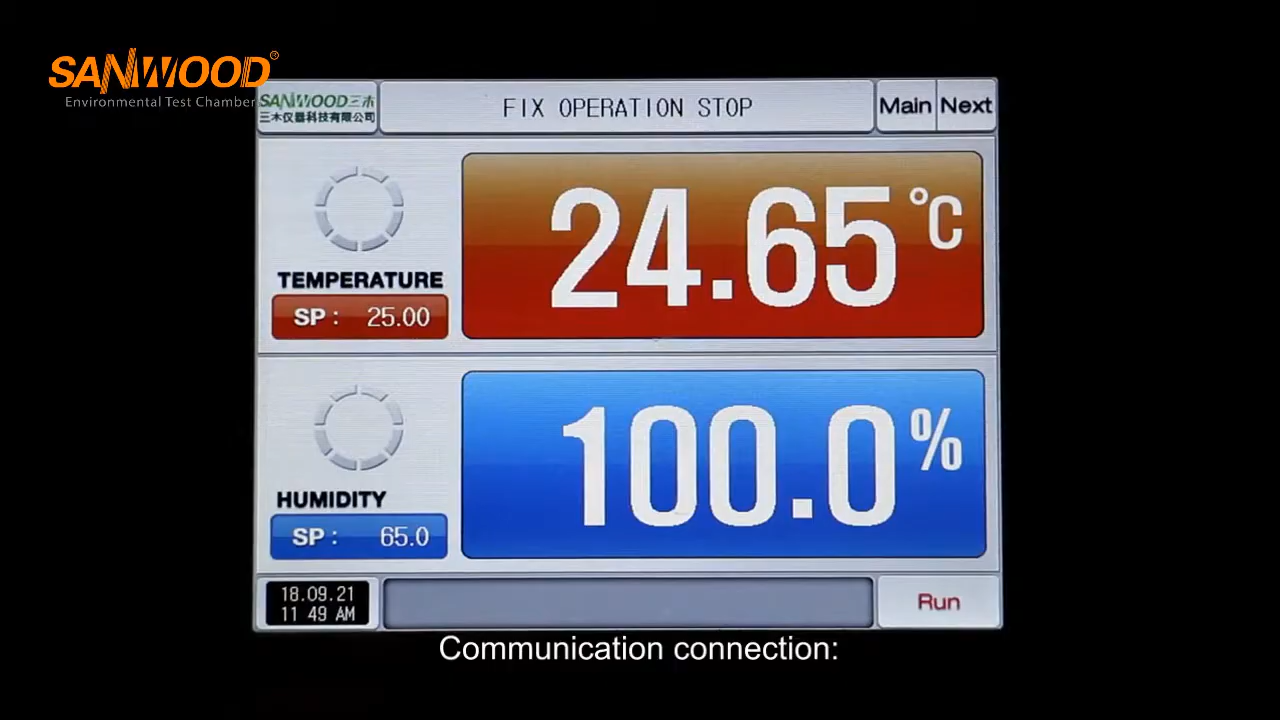 SANWOOD®
Environmental Test Chamber
SANWOOD三木
三木仪器科技有限公司
FIX OPERATION STOP
Main
Next
24.65 °C
TEMPERATURE
SP : 25.00
100.0 %
HUMIDITY
SP : 65.0
18.09.21
11 49 AM
Run
Communication connection: